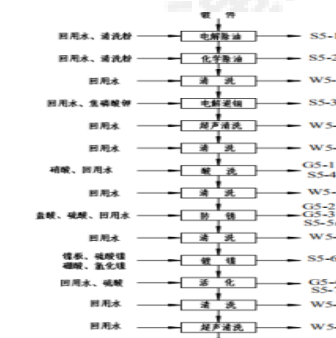 镀 件
回用水、清洗粉 电解除油 S5-1
回用水、清洗粉 化学除油 S5-2
回用水 清 洗 W5-
回用水、焦磷酸钾 电解退铜 S5-3
回用水 超声清洗 W5-
回用水 清 洗 W5-
硝酸、回用水 酸 洗 G5-1
S5-4
回用水 清 洗 W5-
盐酸、硫酸、回用水 除 锈 G5-2
G5-3
S5-5
回用水 清 洗 W5-
镍板、硫酸镍
硼酸、氯化镍 镀 镍 S5-6
回用水、硫酸 活 化 G5-4
S5-7
回用水 清 洗 W5-
回用水 超声清洗 W5-